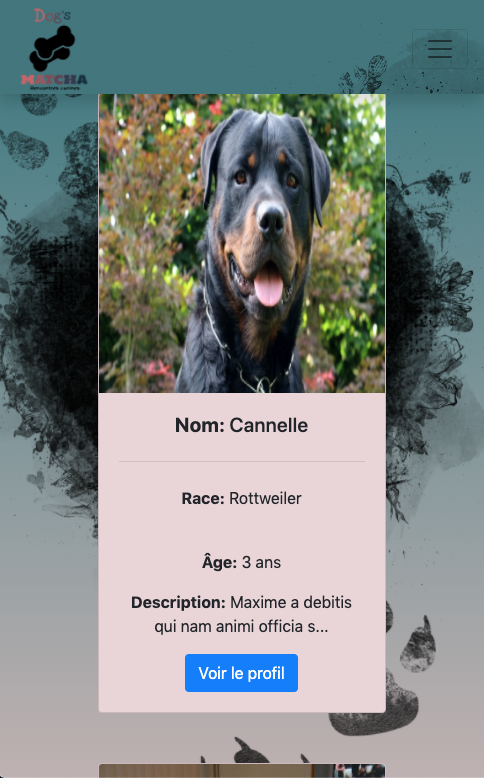 Dog's
MATCHA
Rencontres canines
Nom: Cannelle
Race: Rottweiler
Âge: 3 ans
Description: Maxime a debitis
qui nam animi officia s...
Voir le profil